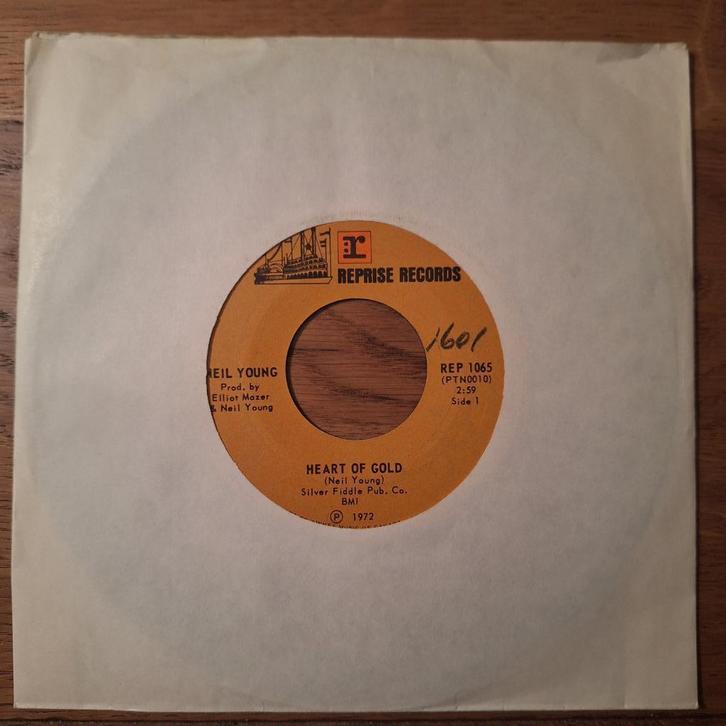 r
REPRISE RECORDS
1601
NEIL YOUNG
Prod. by
Elliot Mazer
& Neil Young
REP 1065
(PTN0010)
2:59
Side 1
HEART OF GOLD
(Neil Young)
Silver Fiddle Pub. Co.
BMI
Ⓟ 1972